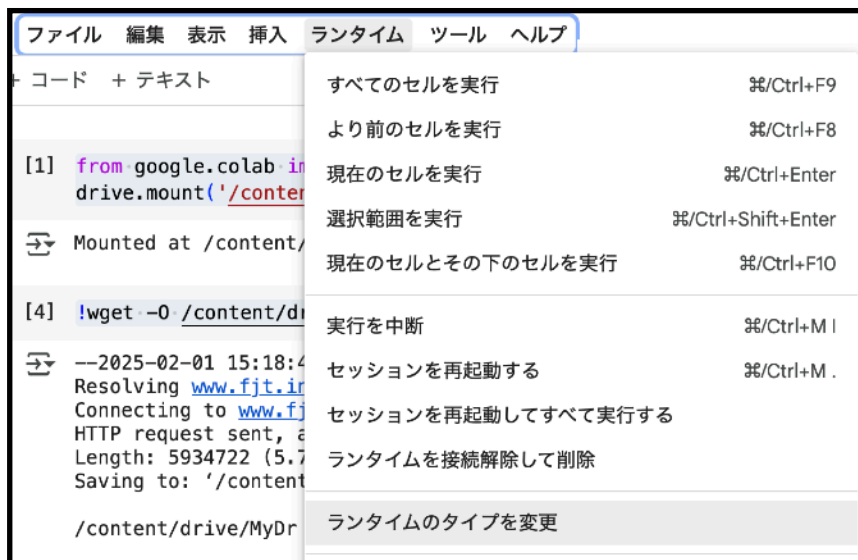 ファイル 編集 表示 挿入 ランタイム ツール ヘルプ
+ コード + テキスト
すべてのセルを実行 ⌘/Ctrl+F9
より前のセルを実行 ⌘/Ctrl+F8
現在のセルを実行 ⌘/Ctrl+Enter
選択範囲を実行 ⌘/Ctrl+Shift+Enter
現在のセルとその下のセルを実行 ⌘/Ctrl+F10
実行を中断 ⌘/Ctrl+M I
セッションを再起動する ⌘/Ctrl+M .
セッションを再起動してすべて実行する
ランタイムを接続解除して削除
ランタイムのタイプを変更
[1] from google.colab im
drive.mount('/conten
Mounted at /content/
[4] !wget -O /content/dr
--2025-02-01 15:18:4
Resolving www.fjt.in
Connecting to www.fj
HTTP request sent, a
Length: 5934722 (5.7
Saving to: ‘/content
/content/drive/MyDr